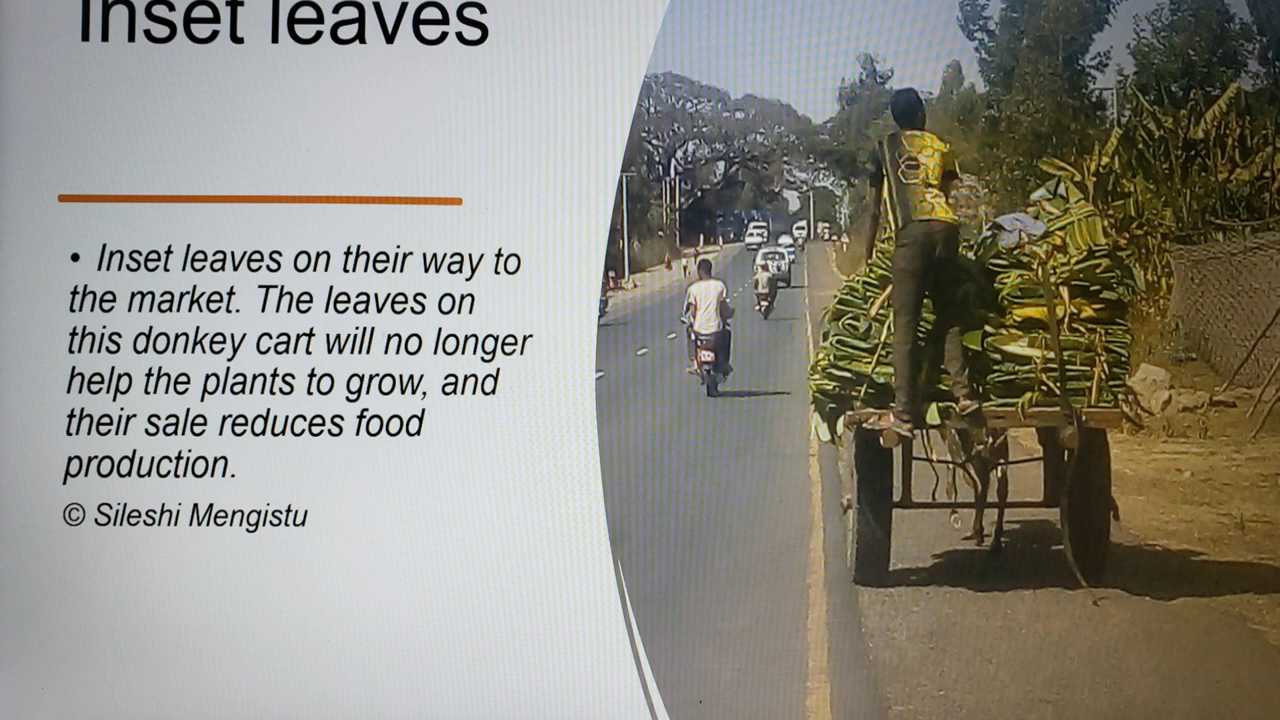 Inset leaves
• Inset leaves on their way to
the market. The leaves on
this donkey cart will no longer
help the plants to grow, and
their sale reduces food
production.
© Sileshi Mengistu